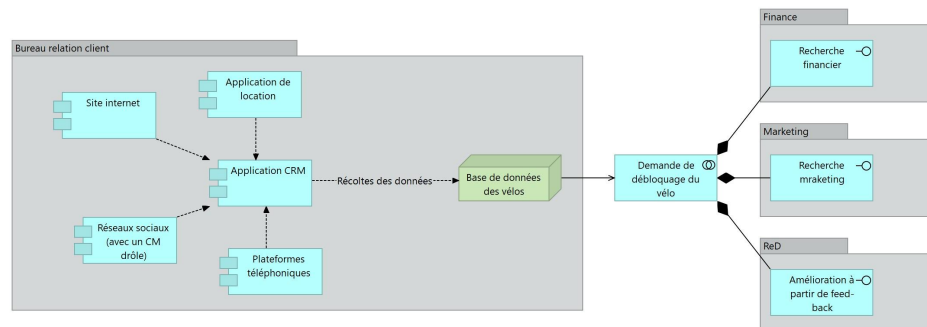 Bureau relation client
Site internet
Application de
location
Application CRM
Réseaux sociaux
(avec un CM
drôle)
Plateformes
téléphoniques
Récoltes des données
Base de données
des vélos
Demande de
débloquage du
vélo
Finance
Recherche
financier
Marketing
Recherche
mraketing
ReD
Amélioration à
partir de feed-
back